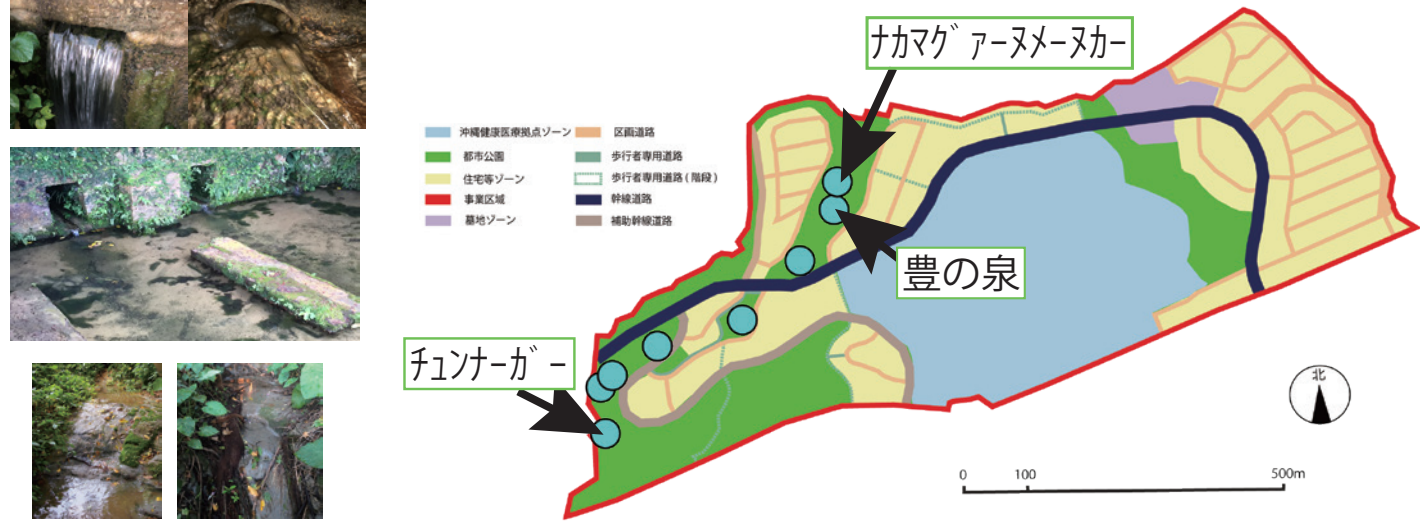 ナカマグァーヌメーヌカー
沖縄健康医療拠点ゾーン
区画道路
都市公園
歩行者専用道路
住宅等ゾーン
歩行者専用道路(階段)
事業区域
幹線道路
墓地ゾーン
補助幹線道路
豊の泉
チュンナーガー
北
0 100 500m